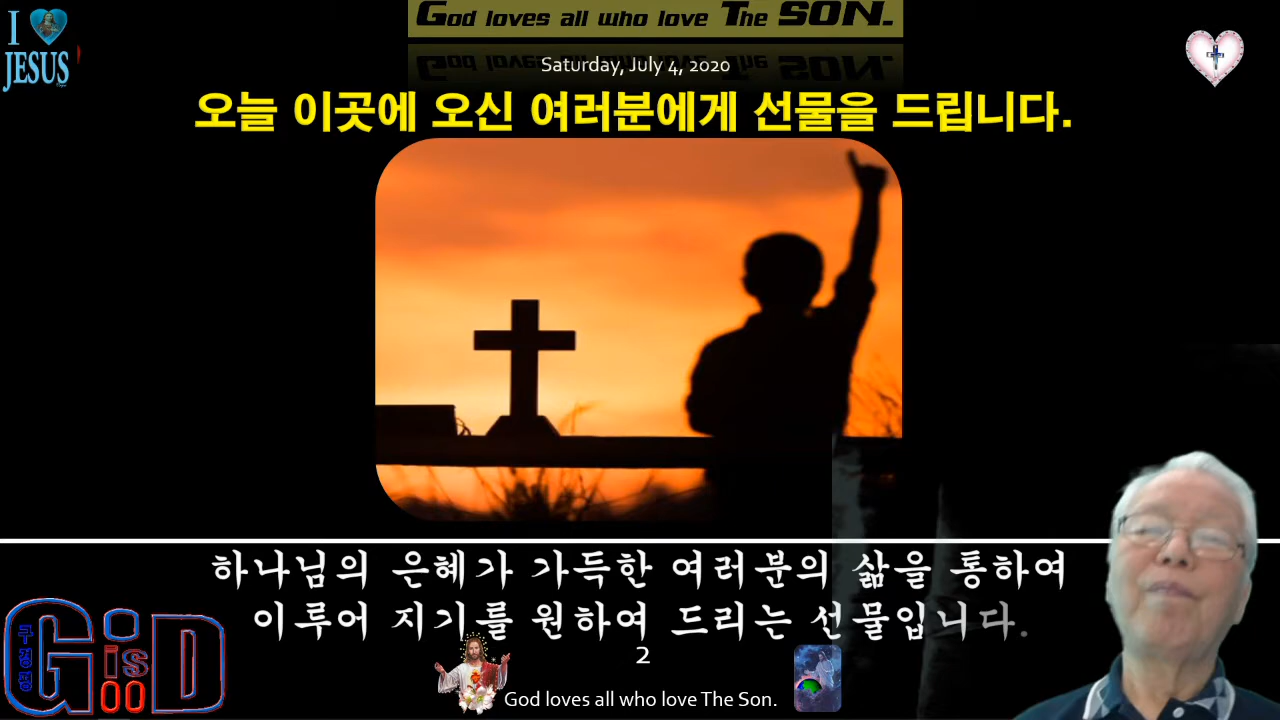 God loves all who love The SON.
I
JESUS
Saturday, July 4, 2020
오늘 이곳에 오신 여러분에게 선물을 드립니다.
하나님의 은혜가 가득한 여러분의 삶을 통하여
이루어 지기를 원하여 드리는 선물입니다.
2
God loves all who love The Son.
GisD